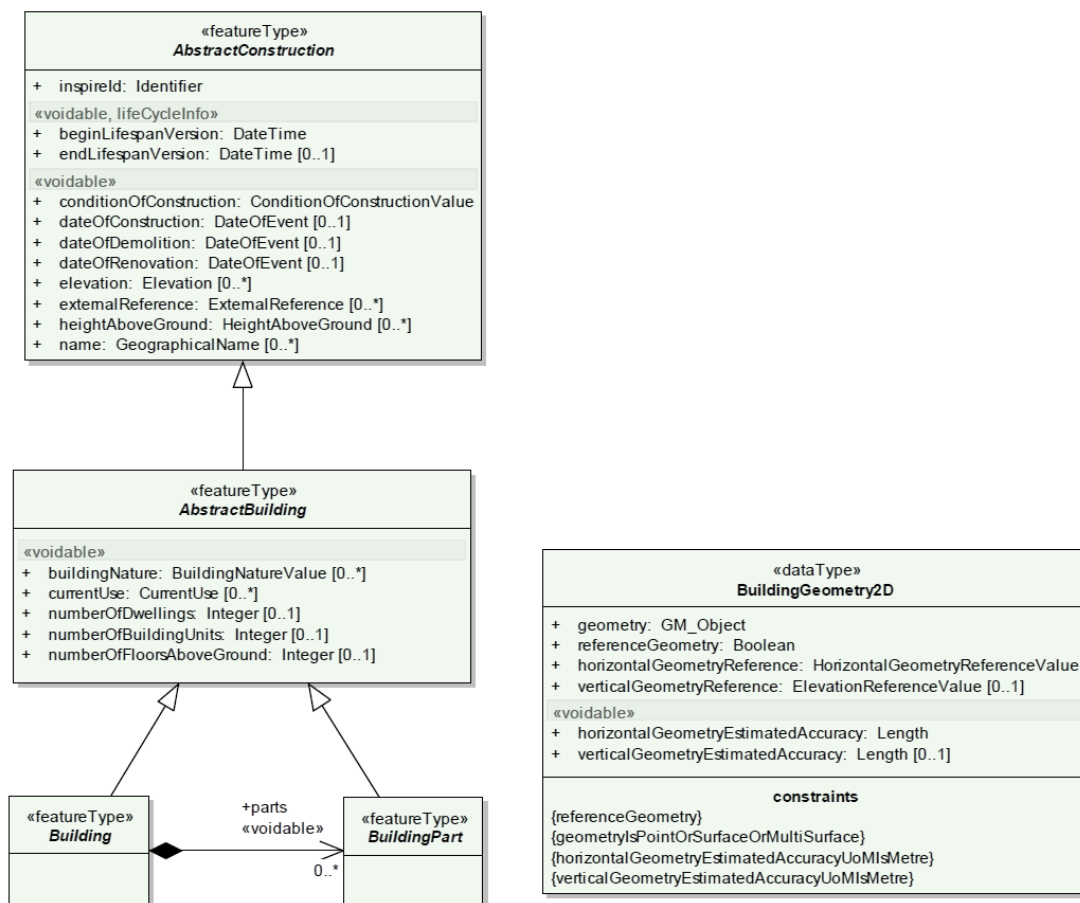 «featureType»
AbstractConstruction
+ inspireId: Identifier
«voidable, lifeCycleInfo»
+ beginLifespanVersion: DateTime
+ endLifespanVersion: DateTime [0..1]
«voidable»
+ conditionOfConstruction: ConditionOfConstructionValue
+ dateOfConstruction: DateOfEvent [0..1]
+ dateOfDemolition: DateOfEvent [0..1]
+ dateOfRenovation: DateOfEvent [0..1]
+ elevation: Elevation [0..*]
+ externalReference: ExternalReference [0..*]
+ heightAboveGround: HeightAboveGround [0..*]
+ name: GeographicalName [0..*]
«featureType»
AbstractBuilding
«voidable»
+ buildingNature: BuildingNatureValue [0..*]
+ currentUse: CurrentUse [0..*]
+ numberOfDwellings: Integer [0..1]
+ numberOfBuildingUnits: Integer [0..1]
+ numberOfFloorsAboveGround: Integer [0..1]
«dataType»
BuildingGeometry2D
+ geometry: GM_Object
+ referenceGeometry: Boolean
+ horizontalGeometryReference: HorizontalGeometryReferenceValue
+ verticalGeometryReference: ElevationReferenceValue [0..1]
«voidable»
+ horizontalGeometryEstimatedAccuracy: Length
+ verticalGeometryEstimatedAccuracy: Length [0..1]
constraints
{referenceGeometry}
{geometryIsPointOrSurfaceOrMultiSurface}
{horizontalGeometryEstimatedAccuracyUoMIsMetre}
{verticalGeometryEstimatedAccuracyUoMIsMetre}
«featureType»
Building
+parts
«voidable»
0..*
«featureType»
BuildingPart